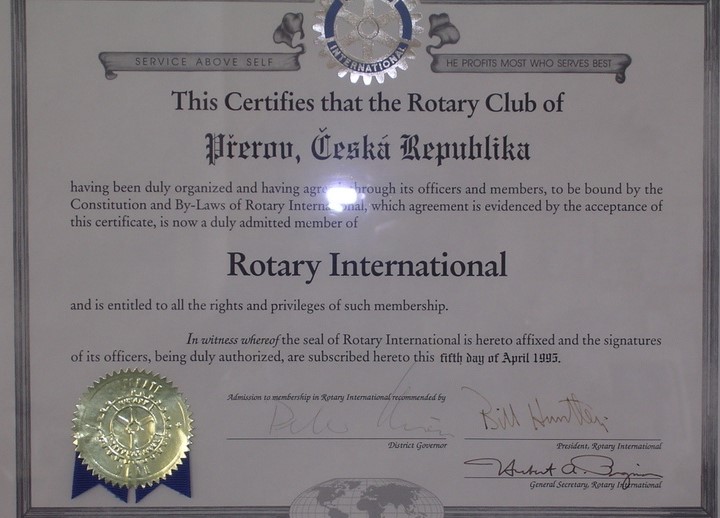 INTERNATIONAL
SERVICE ABOVE SELF
HE PROFITS MOST WHO SERVES BEST
This Certifies that the Rotary Club of
Přerov, Česká Republika
having been duly organized and having agreed through its officers and members, to be bound by the
Constitution and By-Laws of Rotary International, which agreement is evidenced by the acceptance of
this certificate, is now a duly admitted member of
Rotary International
and is entitled to all the rights and privileges of such membership.
In witness whereof the seal of Rotary International is hereto affixed and the signatures
of its officers, being duly authorized, are subscribed hereto this fifth day of April 1995.
Admission to membership in Rotary International recommended by
Bill Huntley
District Governor
President, Rotary International
General Secretary, Rotary International